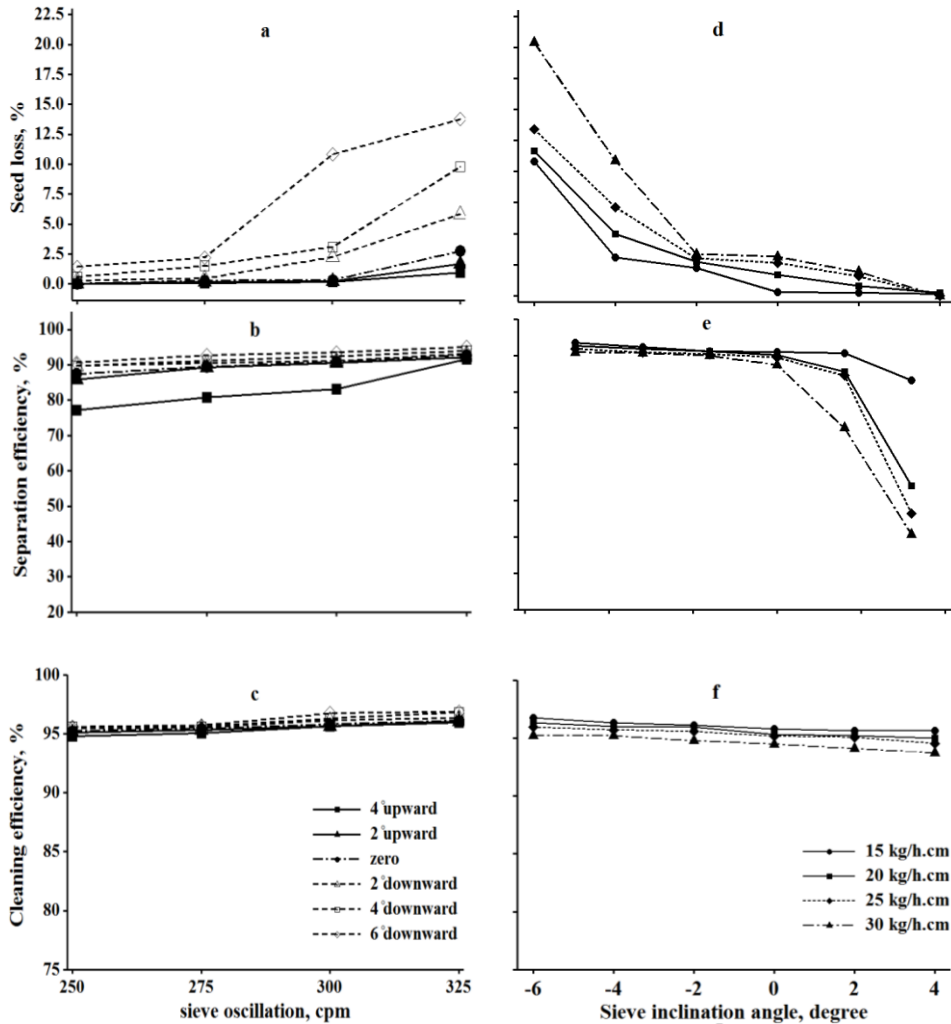 a
22.5
20.0
17.5
15.0
12.5
10.0
7.5
5.0
2.5
0.0
Seed loss, %
d
b
100
90
80
70
60
50
40
30
20
Separation efficiency, %
e
c
100
95
90
85
80
75
Cleaning efficiency, %
4° upward
2° upward
zero
2° downward
4° downward
6° downward
250 275 300 325
sieve oscillation, cpm
f
15 kg/h.cm
20 kg/h.cm
25 kg/h.cm
30 kg/h.cm
-6 -4 -2 0 2 4
Sieve inclination angle, degree